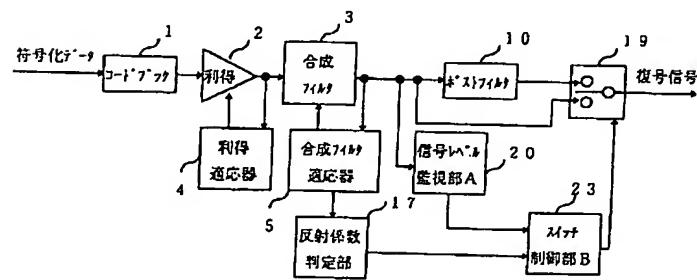 1
2
3
10
19
符号化データ
コードブック
利得
合成
フィルタ
ポストフィルタ
復号信号
利得
適応器
4
合成フィルタ
適応器
5
信号レベル
監視部A
20
17
23
反射係数
判定部
スイッチ
制御部B